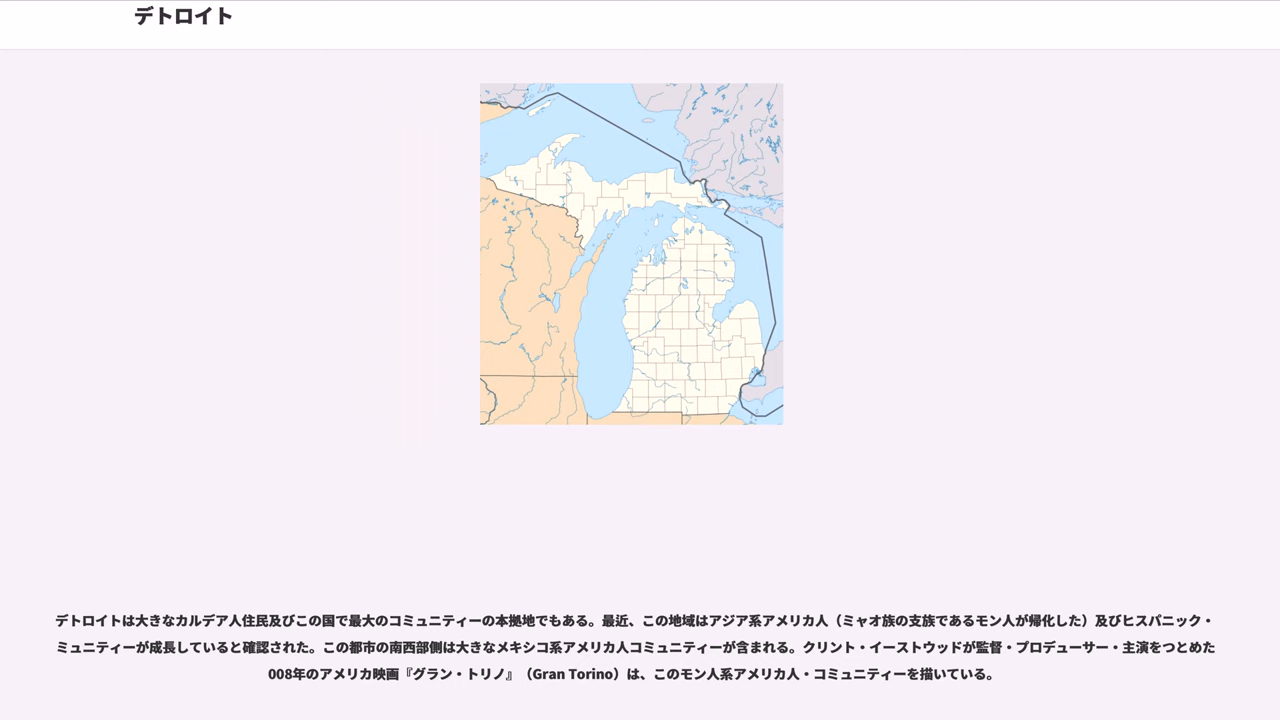 デトロイト
デトロイトは大きなカルデア人住民及びこの国で最大のコミュニティーの本拠地でもある。最近、この地域はアジア系アメリカ人（ミャオ族の支族であるモン人が帰化した）及びヒスパニック・
ミュニティーが成長していると確認された。この都市の南西部側は大きなメキシコ系アメリカ人コミュニティーが含まれる。クリント・イーストウッドが監督・プロデューサー・主演をつとめた
008年のアメリカ映画『グラン・トリノ』（Gran Torino）は、このモン人系アメリカ人・コミュニティーを描いている。